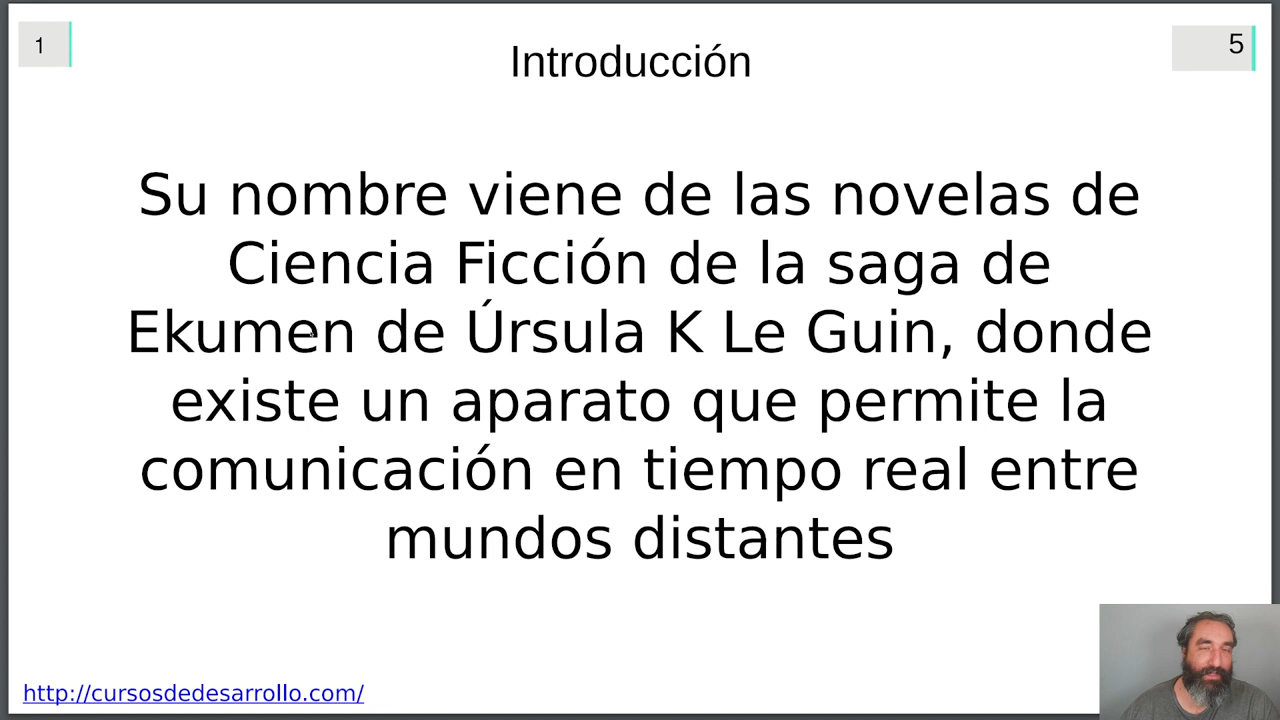 1
5
Introducción
Su nombre viene de las novelas de
Ciencia Ficción de la saga de
Ekumen de Úrsula K Le Guin, donde
existe un aparato que permite la
comunicación en tiempo real entre
mundos distantes
http://cursosdedesarrollo.com/